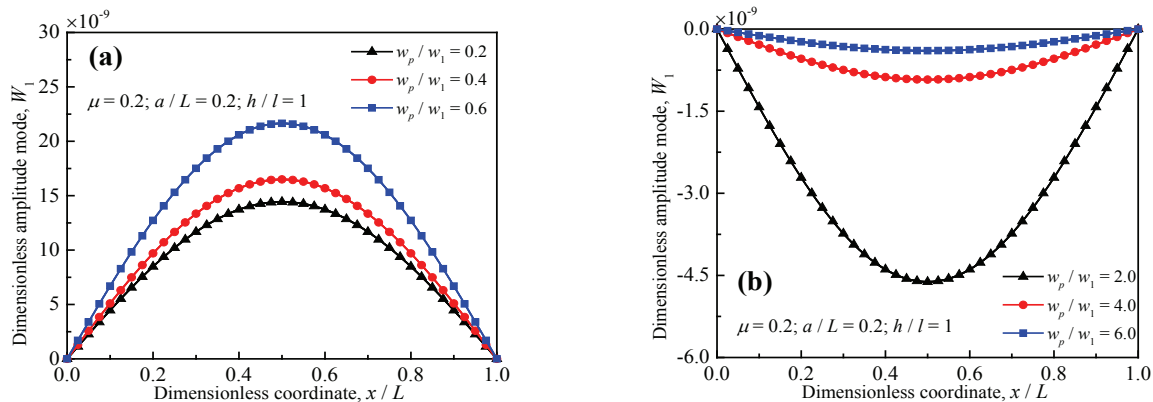 ×10⁻⁹
30
25
20
15
10
5
0
(a)
w_p / w_1 = 0.2
w_p / w_1 = 0.4
w_p / w_1 = 0.6
μ = 0.2; a / L = 0.2; h / l = 1
Dimensionless amplitude mode, W_1
0.0 0.2 0.4 0.6 0.8 1.0
Dimensionless coordinate, x / L
×10⁻⁹
0.0
-1.5
-3.0
-4.5
-6.0
(b)
w_p / w_1 = 2.0
w_p / w_1 = 4.0
w_p / w_1 = 6.0
μ = 0.2; a / L = 0.2; h / l = 1
Dimensionless amplitude mode, W_1
0.0 0.2 0.4 0.6 0.8 1.0
Dimensionless coordinate, x / L